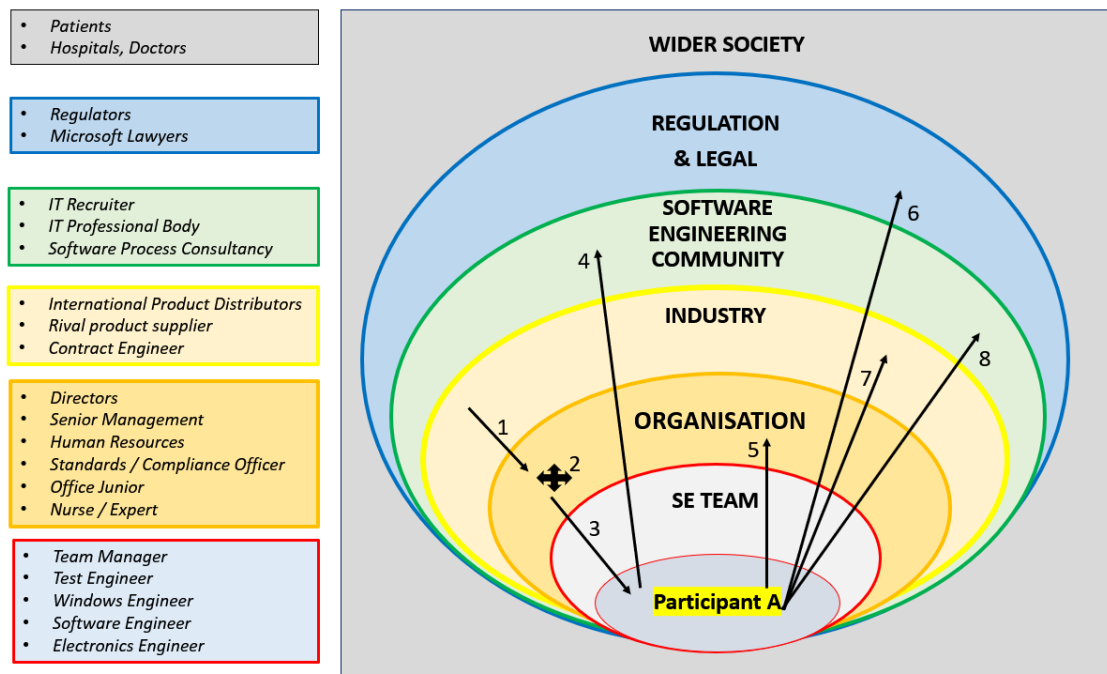 • Patients
• Hospitals, Doctors
• Regulators
• Microsoft Lawyers
• IT Recruiter
• IT Professional Body
• Software Process Consultancy
• International Product Distributors
• Rival product supplier
• Contract Engineer
• Directors
• Senior Management
• Human Resources
• Standards / Compliance Officer
• Office Junior
• Nurse / Expert
• Team Manager
• Test Engineer
• Windows Engineer
• Software Engineer
• Electronics Engineer
WIDER SOCIETY
REGULATION
& LEGAL
SOFTWARE
ENGINEERING
COMMUNITY
6
4
INDUSTRY
8
7
ORGANISATION
1
5
2
SE TEAM
3
Participant A